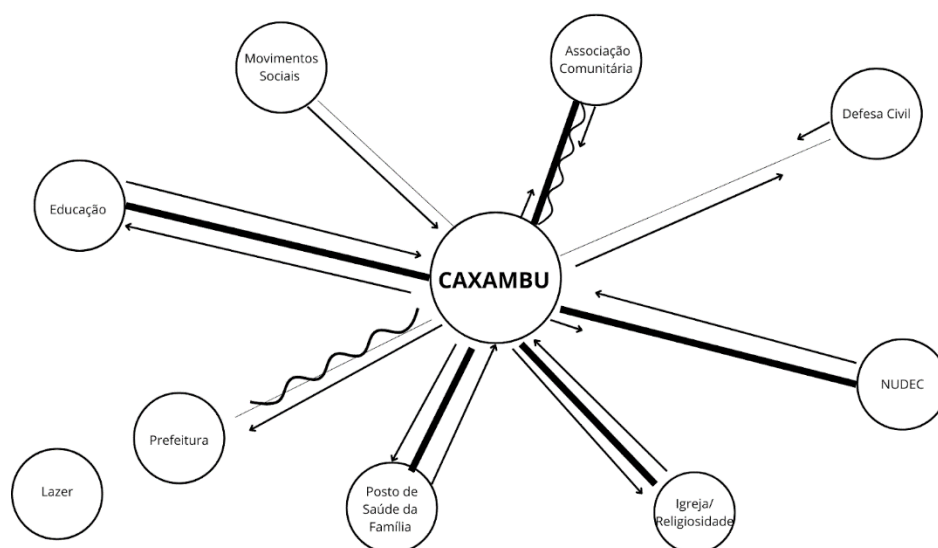 Movimentos
Sociais
Associação
Comunitária
Defesa Civil
Educação
CAXAMBU
NUDEC
Prefeitura
Lazer
Posto de
Saúde da
Família
Igreja/
Religiosidade